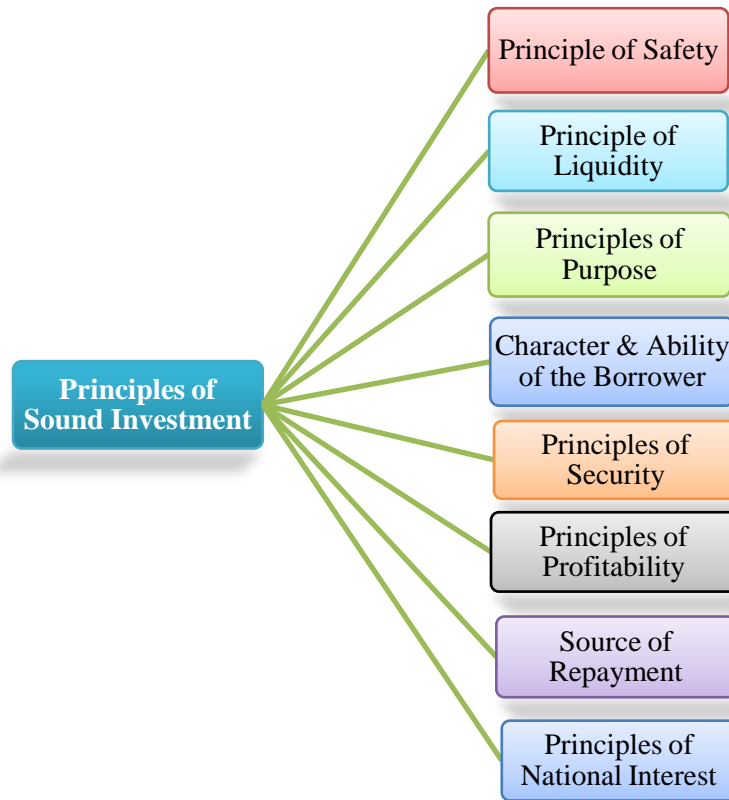 Principle of Safety
Principle of
Liquidity
Principles of
Purpose
Character & Ability
of the Borrower
Principles of
Sound Investment
Principles of
Security
Principles of
Profitability
Source of
Repayment
Principles of
National Interest